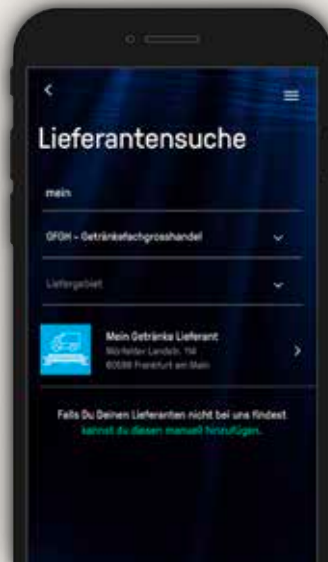 Lieferantensuche
mein
GFGH - Getränkefachgrosshandel
Liefergebiet
Mein Getränke Lieferant
Mörfelder Landstr. 114
60598 Frankfurt am Main
Falls Du Deinen Lieferanten nicht bei uns findest
kannst du diesen manuell hinzufügen.